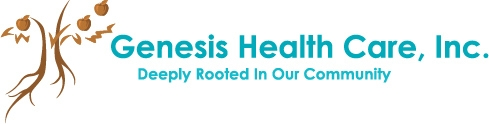 Genesis Health Care, Inc.
Deeply Rooted In Our Community